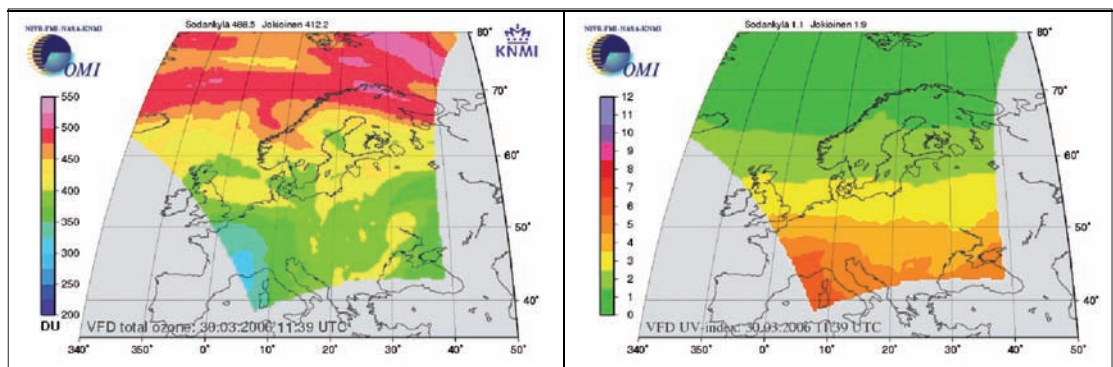 Sodankylä 488.5 Jokioinen 412.2
NIVR-FMI-NASA-KNMI
OMI
KNMI
80°
70°
60°
50°
40°
550
500
450
400
350
300
250
200
DU
VFD total ozone: 30.03.2006 11:39 UTC
340° 350° 0° 10° 20° 30° 40° 50°
Sodankylä 1.1 Jokioinen 1.9
NIVR-FMI-NASA-KNMI
OMI
80°
70°
60°
50°
40°
12
11
10
9
8
7
6
5
4
3
2
1
0
VFD UV-index: 30.03.2006 11:39 UTC
340° 350° 0° 10° 20° 30° 40° 50°